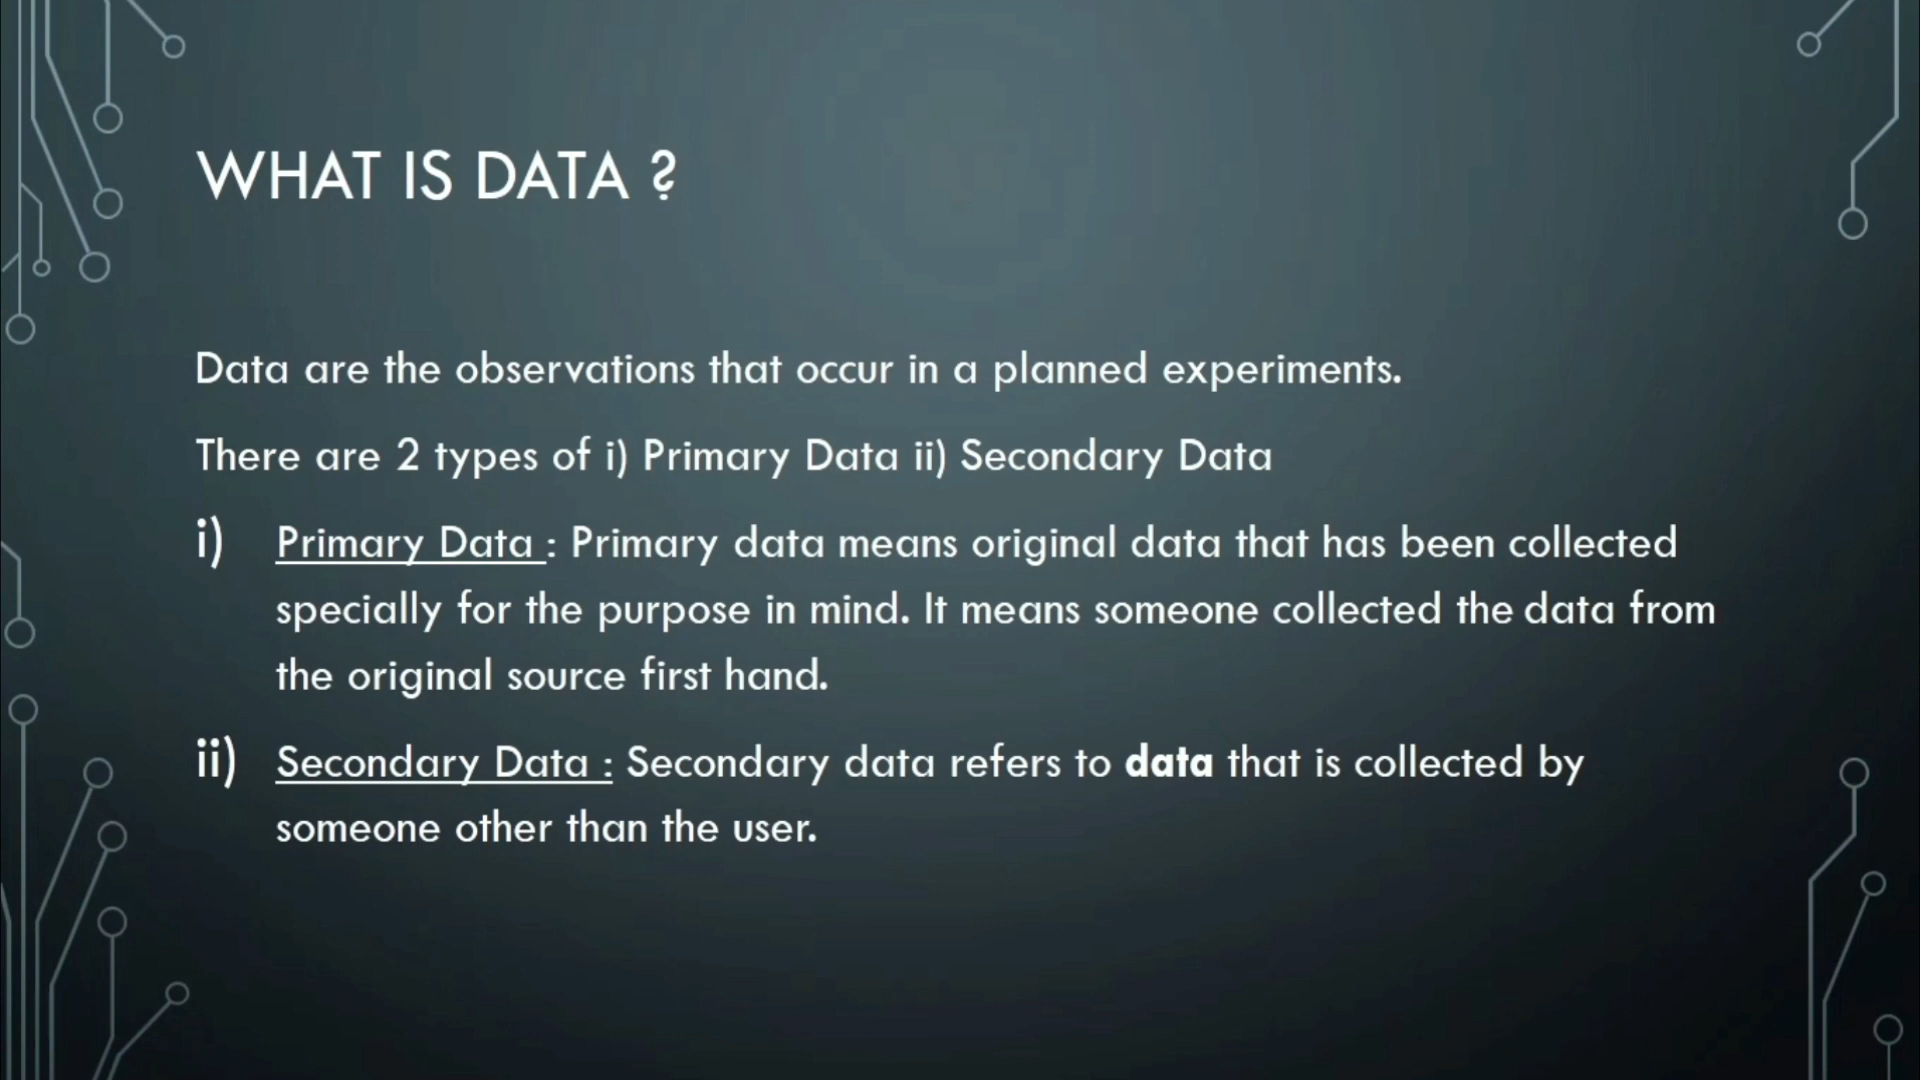 WHAT IS DATA ?
Data are the observations that occur in a planned experiments.
There are 2 types of i) Primary Data ii) Secondary Data
i) Primary Data : Primary data means original data that has been collected
specially for the purpose in mind. It means someone collected the data from
the original source first hand.
ii) Secondary Data : Secondary data refers to data that is collected by
someone other than the user.